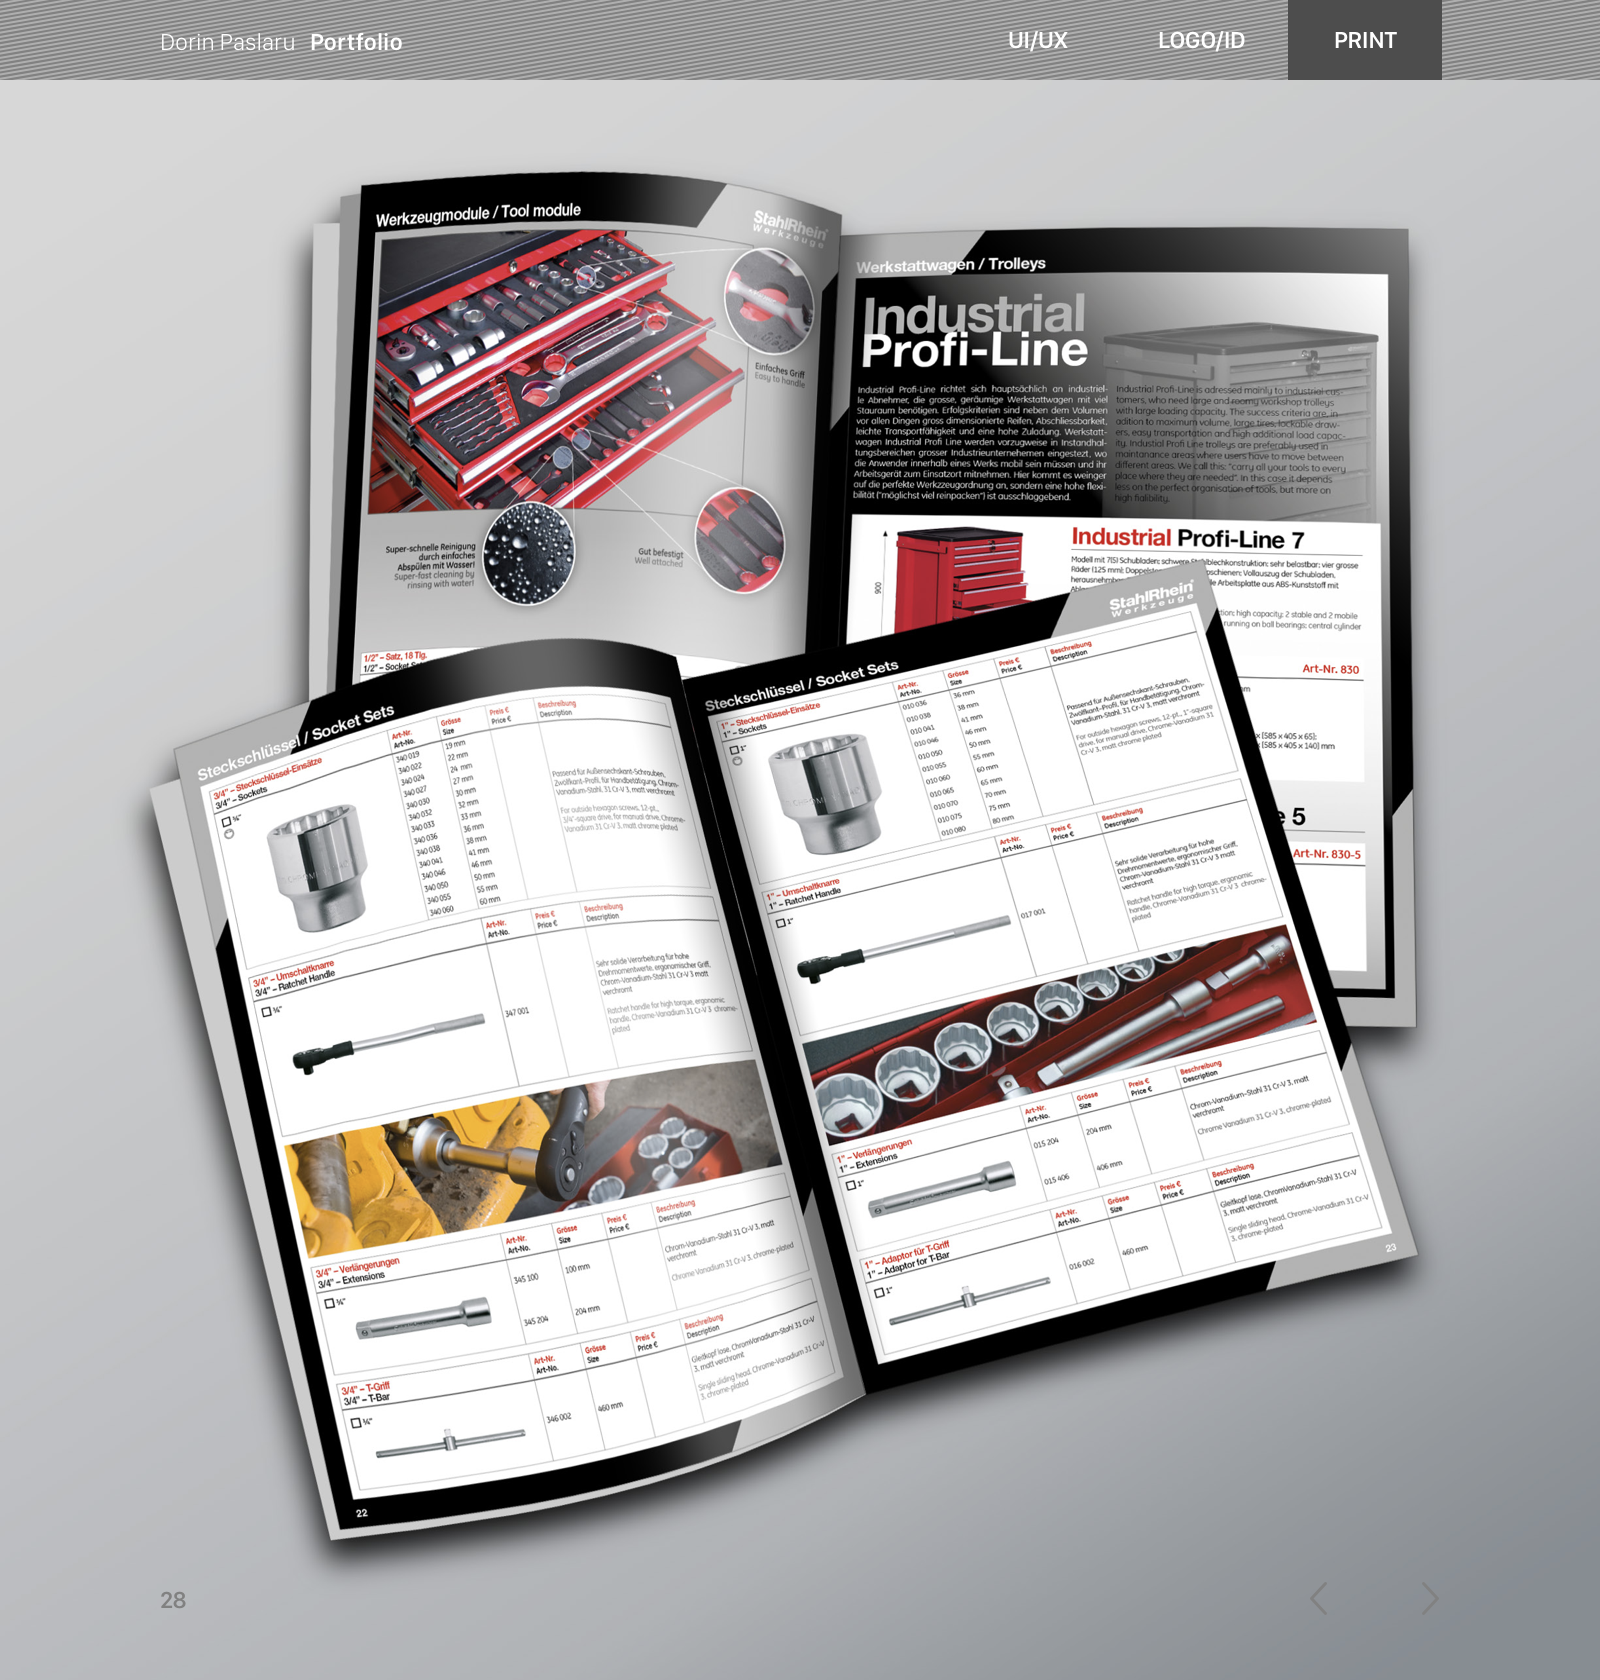 Dorin Paslaru Portfolio
UI/UX
LOGO/ID
PRINT
Werkzeugmodule / Tool module
StahlRhein
Werkzeuge
Einfaches Griff
Easy to handle
Super-schnelle Reinigung
durch einfaches
Abspülen mit Wasser!
Super-fast cleaning by
rinsing with water!
Gut befestigt
Well attached
1/2" – Satz, 18 Tlg.
1/2" – Socket
Werkstattwagen / Trolleys
Industrial
Profi-Line
Industrial Profi-Line richtet sich hauptsächlich an industriel-
le Abnehmer, die grosse, geräumige Werkstattwagen mit viel
Stauraum benötigen. Erfolgskriterien sind neben dem Volumen
vor allen Dingen gross dimensionierte Reifen, Abschliessbarkeit,
leichte Transportfähigkeit und eine hohe Zuladung. Werkstatt-
wagen Industrial Profi Line werden vorzugweise in Instandhal-
tungsbereichen grosser Industrieunternehemen eingestezt, wo
die Anwender innerhalb eines Werks mobil sein müssen und ihr
Arbeitsgerät zum Einsatzort mitnehmen. Hier kommt es weinger
auf die perfekte Werkzeugordnung an, sondern eine hohe flexi-
bilität ("möglichst viel reinpacken") ist ausschlaggebend.
Industrial Profi-Line is adressed mainly to industrial cus-
tomers, who need large and roomy workshop trolleys
with large loading capacity. The success criteria are, in
adition to maximum volume, large tires, lockable draw-
ers, easy transportation and high additional load capac-
ity. Industial Profi Line trolleys are preferably used in
maintanance areas where users have to move between
different areas. We call this: "carry all your tools to every
place where they are needed". In this case it depends
less on the perfect organisation of tools, but more on
high flalibility.
Industrial Profi-Line 7
Modell mit 7(5) Schubladen; schwere
blechkonstruktion; sehr belastbar; vier grosse
Räder (125 mm);
Vollauszug der Schubladen,
herausnehmbar
Arbeitsplatte aus ABS-Kunststoff mit
900
high capacity; 2 stable and 2 mobile
running on ball bearings; central cylinder
Art-Nr. 830
mm
x [585 x 405 x 65];
x [585 x 405 x 140] mm
5
Art-Nr. 830-5
Steckschlüssel / Socket Sets
3/4" – Steckschlüssel-Einsätze
3/4" – Sockets
¾"
Art-Nr.
Art-No.
Grösse
Size
Preis €
Price €
Beschreibung
Description
340 019 19 mm
340 022 22 mm
340 024 24 mm
340 027 27 mm
340 030 30 mm
340 032 32 mm
340 033 33 mm
340 036 36 mm
340 038 38 mm
340 041 41 mm
340 046 46 mm
340 050 50 mm
340 055 55 mm
340 060 60 mm
Passend für Außensechskant-Schrauben,
Zwölfkant-Profil, für Handbetätigung, Chrom-
Vanadium-Stahl, 31 Cr-V 3, matt verchromt
For outside hexagon screws, 12-pt.,
3/4"-square drive, for manual drive, Chrome-
Vanadium 31 Cr-V 3, matt chrome plated
3/4" – Umschaltknarre
3/4" – Ratchet Handle
¾"
Art-Nr.
Art-No.
Preis €
Price €
Beschreibung
Description
347 001
Sehr solide Verarbeitung für hohe
Drehmomentwerte, ergonomischer Griff,
Chrom-Vanadium-Stahl 31 Cr-V 3 matt
verchromt
Ratchet handle for high torque, ergonomic
handle, Chrome-Vanadium 31 Cr-V 3 chrome-
plated
3/4" – Verlängerungen
3/4" – Extensions
¾"
Art-Nr.
Art-No.
Grösse
Size
Preis €
Price €
Beschreibung
Description
345 100 100 mm
345 204 204 mm
Chrom-Vanadium-Stahl 31 Cr-V 3, matt
verchromt
Chrome Vanadium 31 Cr-V 3, chrome-plated
3/4" – T-Griff
3/4" – T-Bar
¾"
Art-Nr.
Art-No.
Grösse
Size
Preis €
Price €
Beschreibung
Description
346 002 460 mm
Gleitkopf lose, ChromVanadium-Stahl 31 Cr-V
3, matt verchromt
Single sliding head, Chrome-Vanadium 31 Cr-V
3, chrome-plated
22
Steckschlüssel / Socket Sets
StahlRhein
Werkzeuge
1" – Steckschlüssel-Einsätze
1" – Sockets
1"
Art-Nr.
Art-No.
Grösse
Size
Preis €
Price €
Beschreibung
Description
010 036 36 mm
010 038 38 mm
010 041 41 mm
010 046 46 mm
010 050 50 mm
010 055 55 mm
010 060 60 mm
010 065 65 mm
010 070 70 mm
010 075 75 mm
010 080 80 mm
Passend für Außensechskant-Schrauben,
Zwölfkant-Profil, für Handbetätigung, Chrom-
Vanadium-Stahl, 31 Cr-V 3, matt verchromt
For outside hexagon screws, 12-pt., 1"-square
drive, for manual drive, Chrome-Vanadium 31
Cr-V 3, matt chrome plated
1" – Umschaltknarre
1" – Ratchet Handle
1"
Art-Nr.
Art-No.
Preis €
Price €
Beschreibung
Description
017 001
Sehr solide Verarbeitung für hohe
Drehmomentwerte, ergonomischer Griff,
Chrom-Vanadium-Stahl 31 Cr-V 3 matt
verchromt
Ratchet handle for high torque, ergonomic
handle, Chrome-Vanadium 31 Cr-V 3 chrome-
plated
1" – Verlängerungen
1" – Extensions
1"
Art-Nr.
Art-No.
Grösse
Size
Preis €
Price €
Beschreibung
Description
015 204 204 mm
015 406 406 mm
Chrom-Vanadium-Stahl 31 Cr-V 3, matt
verchromt
Chrome Vanadium 31 Cr-V 3, chrome-plated
1" – Adaptor für T-Griff
1" – Adaptor for T-Bar
1"
Art-Nr.
Art-No.
Grösse
Size
Preis €
Price €
Beschreibung
Description
016 002 460 mm
Gleitkopf lose, ChromVanadium-Stahl 31 Cr-V
3, matt verchromt
Single sliding head, Chrome-Vanadium 31 Cr-V
3, chrome-plated
23
28